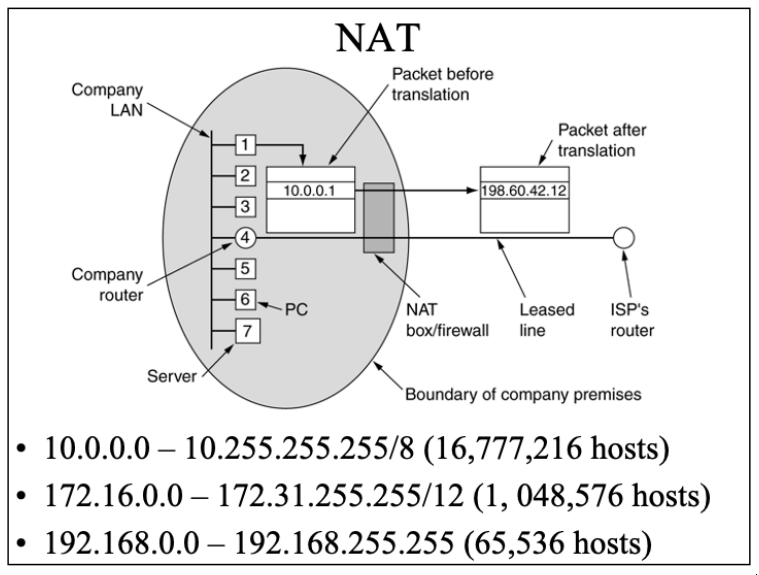 NAT
Packet before
translation
Company
LAN
Packet after
translation
1
2
3
4
5
6
7
10.0.0.1
198.60.42.12
Company
router
PC
Server
NAT
box/firewall
Leased
line
ISP's
router
Boundary of company premises
• 10.0.0.0 – 10.255.255.255/8 (16,777,216 hosts)
• 172.16.0.0 – 172.31.255.255/12 (1, 048,576 hosts)
• 192.168.0.0 – 192.168.255.255 (65,536 hosts)